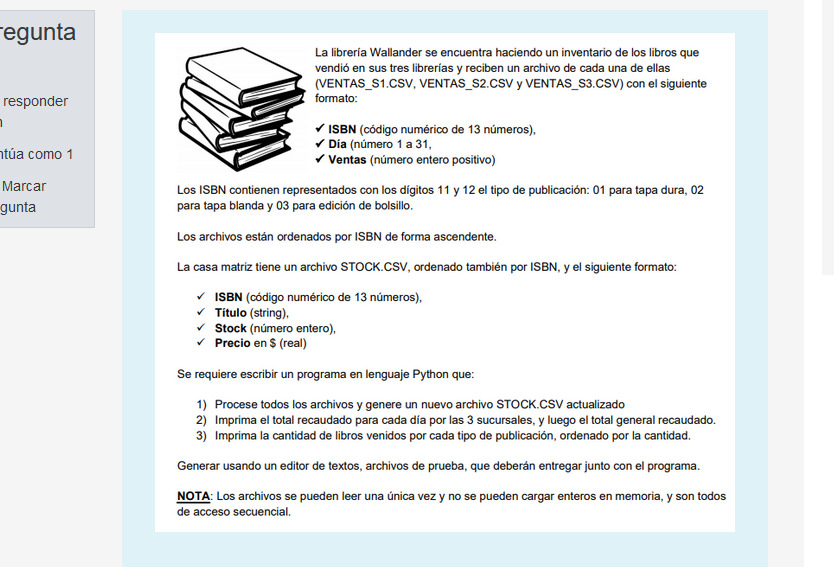 regunta
responder
n
ntúa como 1
Marcar
gunta
La librería Wallander se encuentra haciendo un inventario de los libros que
vendió en sus tres librerías y reciben un archivo de cada una de ellas
(VENTAS_S1.CSV, VENTAS_S2.CSV y VENTAS_S3.CSV) con el siguiente
formato:
✓ ISBN (código numérico de 13 números),
✓ Día (número 1 a 31,
✓ Ventas (número entero positivo)
Los ISBN contienen representados con los dígitos 11 y 12 el tipo de publicación: 01 para tapa dura, 02
para tapa blanda y 03 para edición de bolsillo.
Los archivos están ordenados por ISBN de forma ascendente.
La casa matriz tiene un archivo STOCK.CSV, ordenado también por ISBN, y el siguiente formato:
✓ ISBN (código numérico de 13 números),
✓ Título (string),
✓ Stock (número entero),
✓ Precio en $ (real)
Se requiere escribir un programa en lenguaje Python que:
1) Procese todos los archivos y genere un nuevo archivo STOCK.CSV actualizado
2) Imprima el total recaudado para cada día por las 3 sucursales, y luego el total general recaudado.
3) Imprima la cantidad de libros venidos por cada tipo de publicación, ordenado por la cantidad.
Generar usando un editor de textos, archivos de prueba, que deberán entregar junto con el programa.
NOTA: Los archivos se pueden leer una única vez y no se pueden cargar enteros en memoria, y son todos
de acceso secuencial.